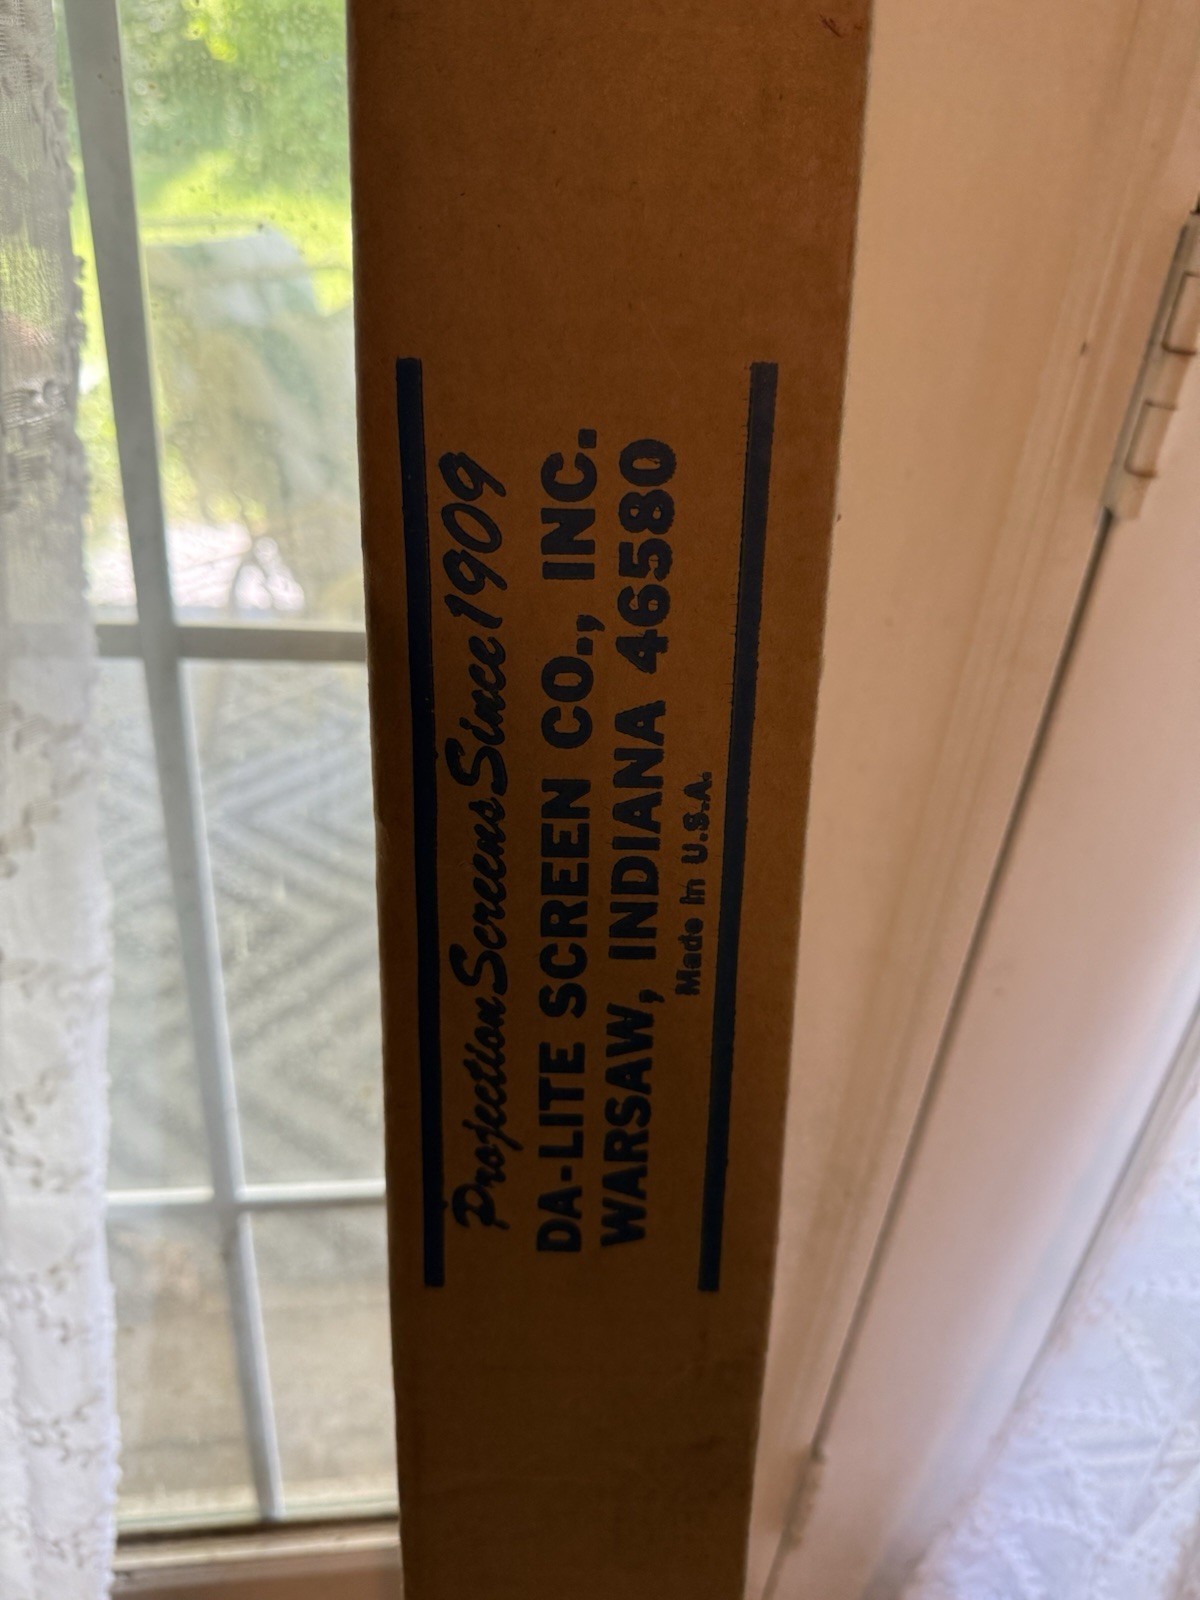 Projection Screens Since 1909
DA-LITE SCREEN CO., INC.
WARSAW, INDIANA 46580
Made In U.S.A.